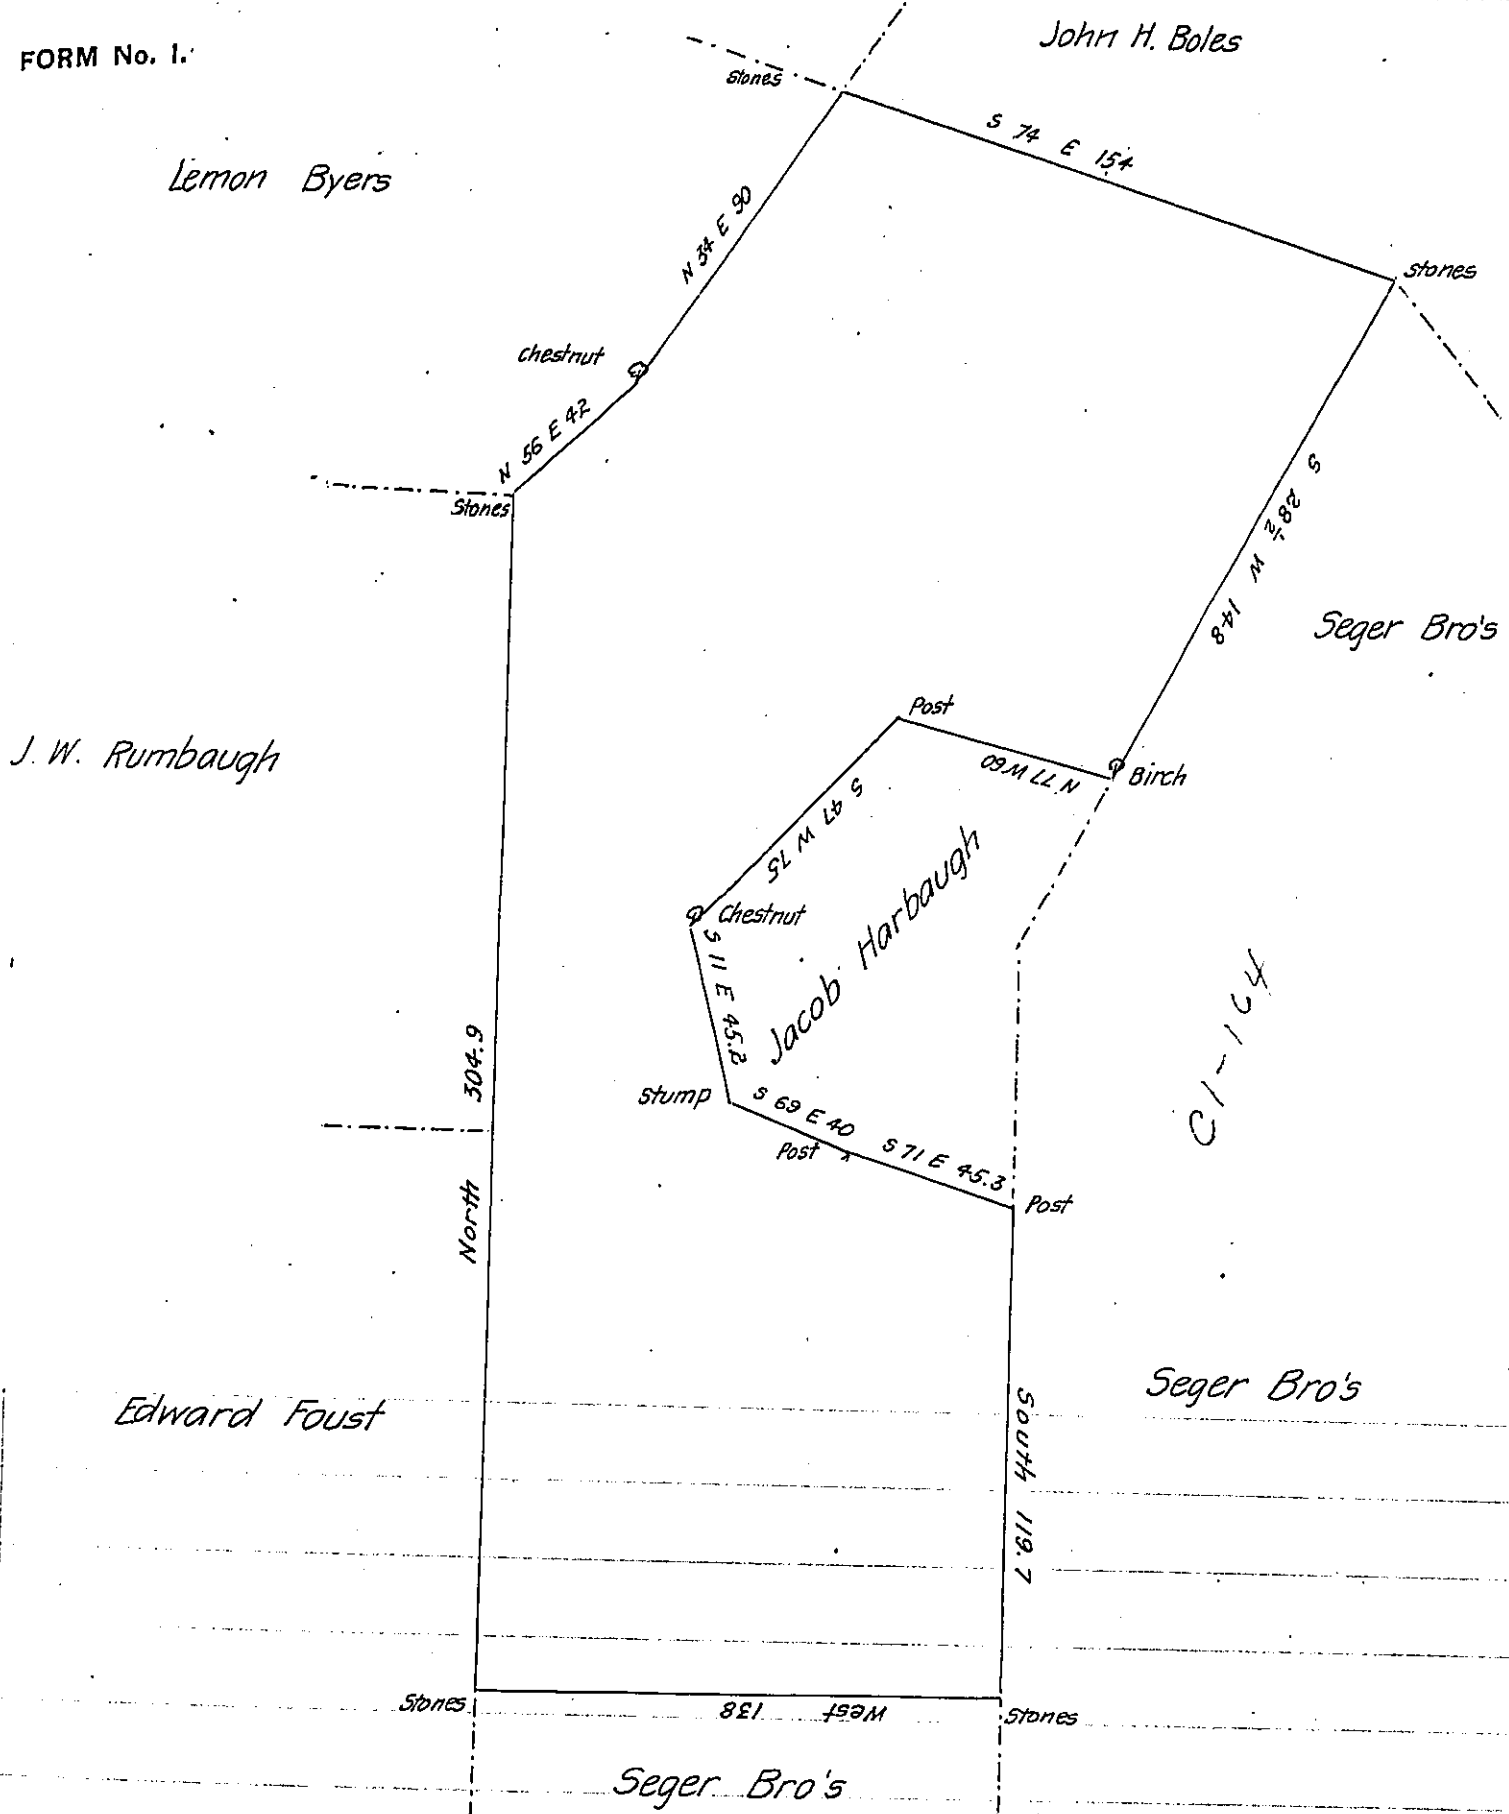 FORM No. 1.
John H. Boles
Stones
S 74 E 154
Lemon Byers
N 34 E 90
Stones
Chestnut
N 56 E 42
Stones
S 28½ W 148
Seger Bro's
Post
J. W. Rumbaugh
N 77 W 60
Birch
S 47 W 75
Jacob Harbaugh
Chestnut
S 11 E 45.2
C1-164
North 304.9
Stump
S 69 E 40
Post
S 71 E 45.3
Post
Edward Foust
Seger Bro's
South 119.7
Stones
West 138
Stones
Seger Bro's